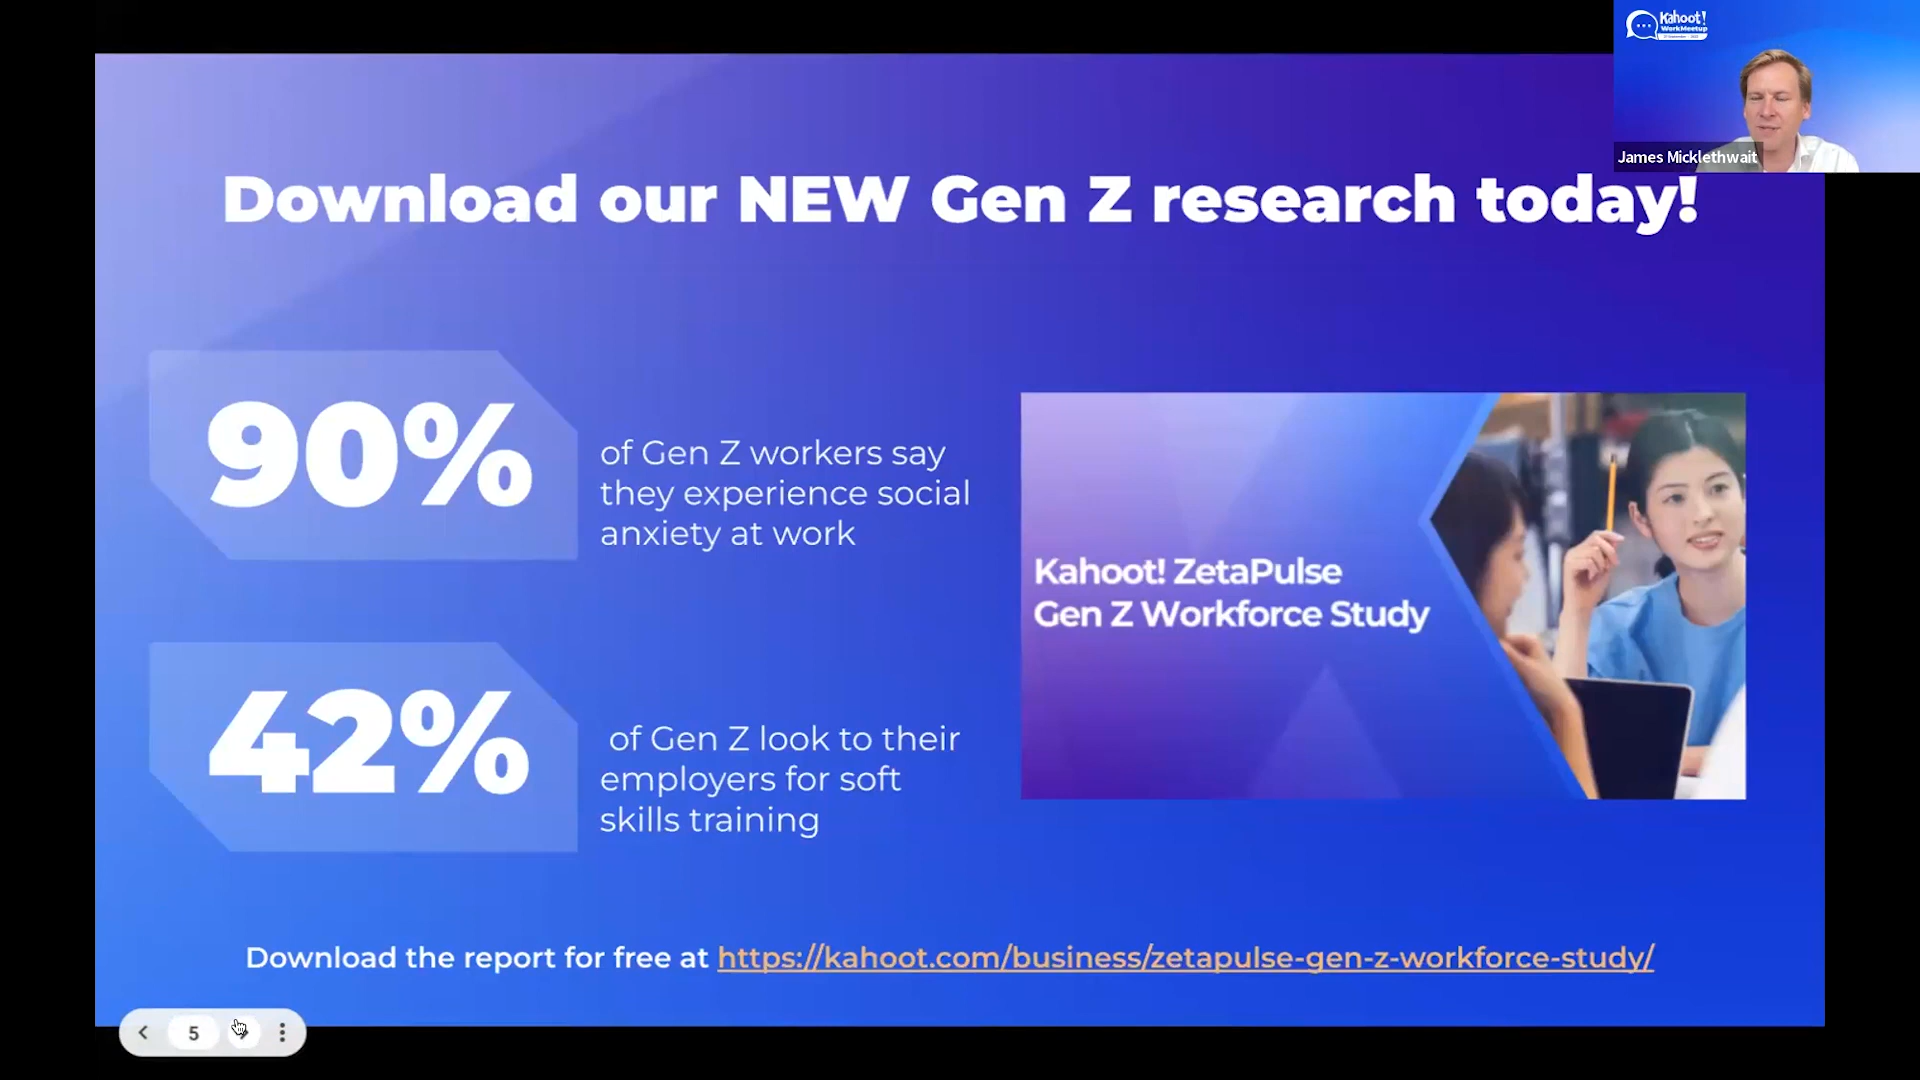 Kahoot!
WorkMeetup
James Micklethwait
Download our NEW Gen Z research today!
90%
of Gen Z workers say
they experience social
anxiety at work
Kahoot! ZetaPulse
Gen Z Workforce Study
42%
of Gen Z look to their
employers for soft
skills training
Download the report for free at https://kahoot.com/business/zetapulse-gen-z-workforce-study/
5